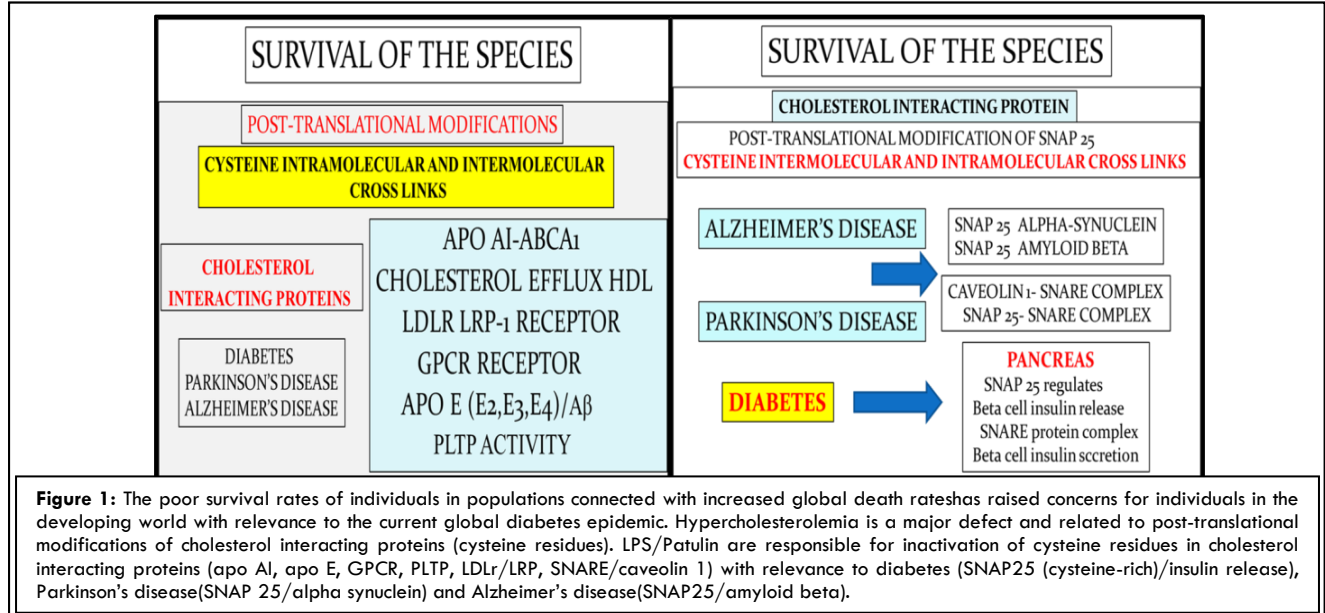 SURVIVAL OF THE SPECIES
POST-TRANSLATIONAL MODIFICATIONS
CYSTEINE INTRAMOLECULAR AND INTERMOLECULAR
CROSS LINKS
CHOLESTEROL
INTERACTING PROTEINS
DIABETES
PARKINSON'S DISEASE
ALZHEIMER'S DISEASE
APO AI-ABCA1
CHOLESTEROL EFFLUX HDL
LDLR LRP-1 RECEPTOR
GPCR RECEPTOR
APO E (E2,E3,E4)/Aβ
PLTP ACTIVITY
SURVIVAL OF THE SPECIES
CHOLESTEROL INTERACTING PROTEIN
POST-TRANSLATIONAL MODIFICATION OF SNAP 25
CYSTEINE INTERMOLECULAR AND INTRAMOLECULAR CROSS LINKS
ALZHEIMER'S DISEASE
PARKINSON'S DISEASE
SNAP 25 ALPHA-SYNUCLEIN
SNAP 25 AMYLOID BETA
CAVEOLIN 1- SNARE COMPLEX
SNAP 25- SNARE COMPLEX
DIABETES
PANCREAS
SNAP 25 regulates
Beta cell insulin release
SNARE protein complex
Beta cell insulin sccretion
Figure 1: The poor survival rates of individuals in populations connected with increased global death rateshas raised concerns for individuals in the
developing world with relevance to the current global diabetes epidemic. Hypercholesterolemia is a major defect and related to post-translational
modifications of cholesterol interacting proteins (cysteine residues). LPS/Patulin are responsible for inactivation of cysteine residues in cholesterol
interacting proteins (apo AI, apo E, GPCR, PLTP, LDLr/LRP, SNARE/caveolin 1) with relevance to diabetes (SNAP25 (cysteine-rich)/insulin release),
Parkinson's disease(SNAP 25/alpha synuclein) and Alzheimer's disease(SNAP25/amyloid beta).